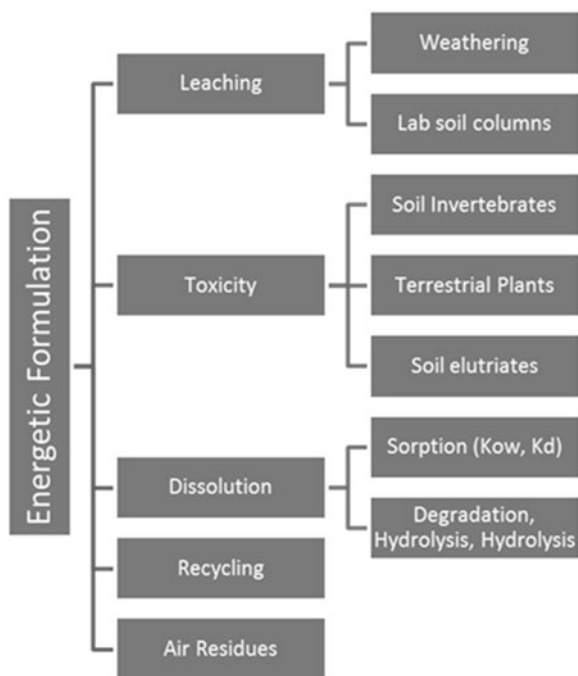 Energetic Formulation
Leaching
Weathering
Lab soil columns
Toxicity
Soil Invertebrates
Terrestrial Plants
Soil elutriates
Dissolution
Sorption (Kow, Kd)
Degradation,
Hydrolysis, Hydrolysis
Recycling
Air Residues